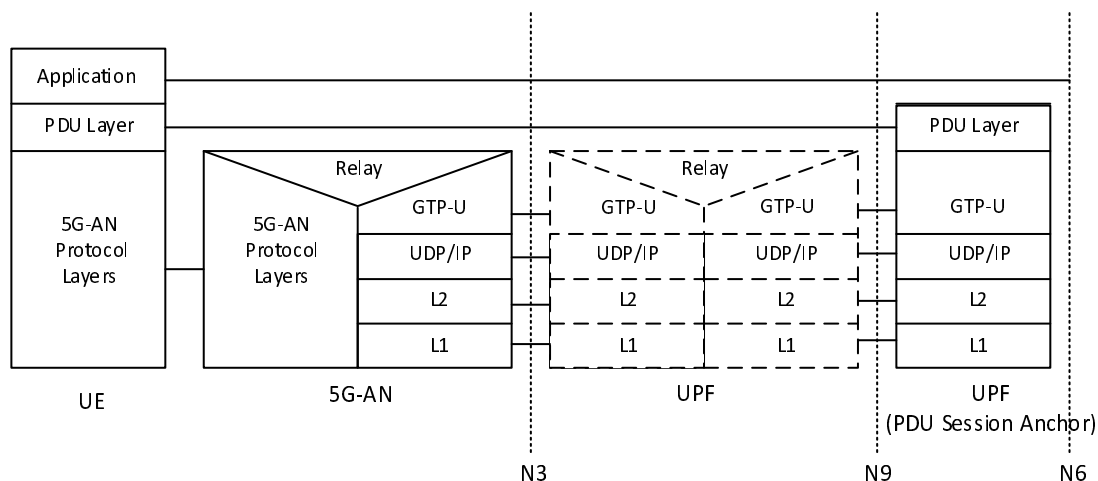 Application
PDU Layer
PDU Layer
Relay
Relay
5G-AN
Protocol
Layers
5G-AN
Protocol
Layers
GTP-U
GTP-U
GTP-U
GTP-U
UDP/IP
UDP/IP
UDP/IP
UDP/IP
L2
L2
L2
L2
L1
L1
L1
L1
UE
5G-AN
UPF
UPF
(PDU Session Anchor)
N3
N9
N6